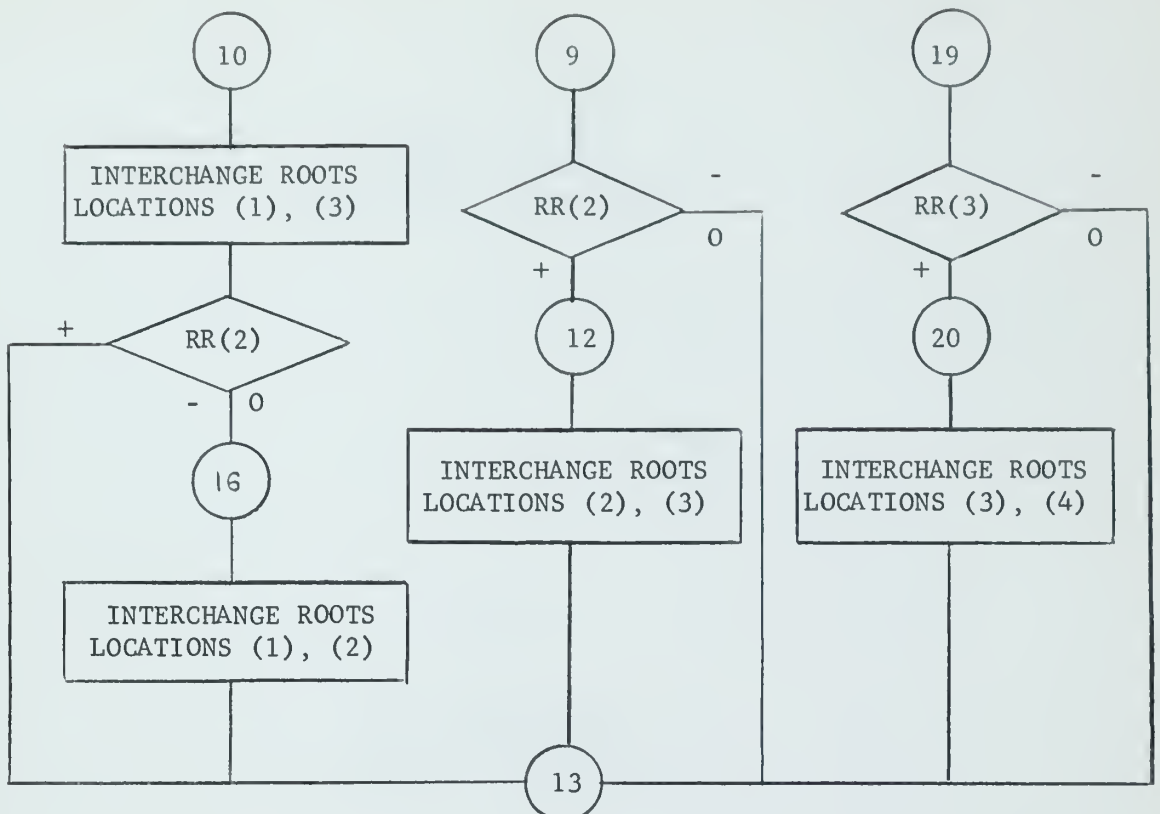 10
INTERCHANGE ROOTS
LOCATIONS (1), (3)
+
RR(2)
- 0
16
INTERCHANGE ROOTS
LOCATIONS (1), (2)
9
RR(2)
-
0
+
12
INTERCHANGE ROOTS
LOCATIONS (2), (3)
19
RR(3)
-
0
+
20
INTERCHANGE ROOTS
LOCATIONS (3), (4)
13